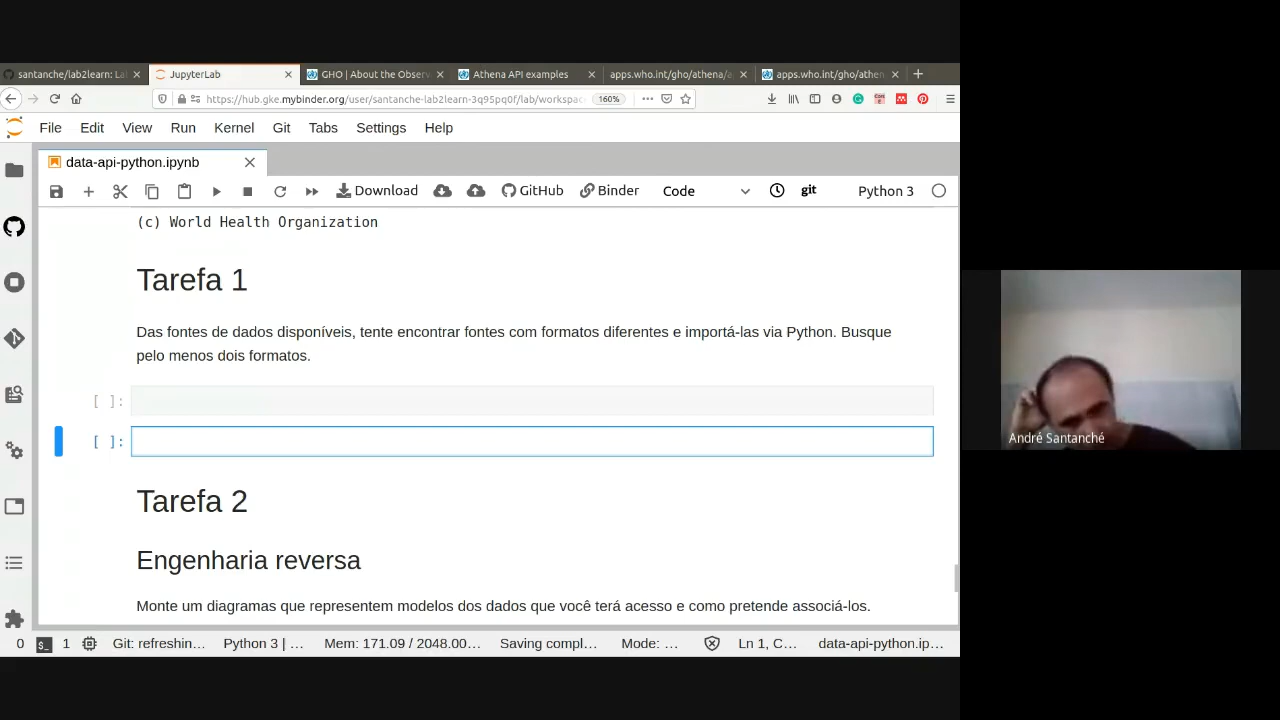 santanche/lab2learn: La
JupyterLab
GHO | About the Observ
Athena API examples
apps.who.int/gho/athena/a
apps.who.int/gho/athen
https://hub.gke.mybinder.org/user/santanche-lab2learn-3q95pq0f/lab/workspac
160%
File Edit View Run Kernel Git Tabs Settings Help
data-api-python.ipynb
Download GitHub Binder Code git Python 3
(c) World Health Organization
Tarefa 1
Das fontes de dados disponíveis, tente encontrar fontes com formatos diferentes e importá-las via Python. Busque
pelo menos dois formatos.
[ ]:
[ ]:
Tarefa 2
Engenharia reversa
Monte um diagramas que representem modelos dos dados que você terá acesso e como pretende associá-los.
0 $_ 1 Git: refreshin... Python 3 | ... Mem: 171.09 / 2048.00... Saving compl... Mode: ... Ln 1, C... data-api-python.ip...
André Santanché